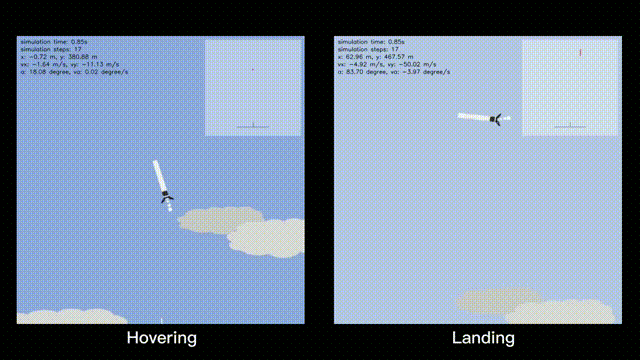 simulation time: 0.85s
simulation steps: 17
x: -0.72 m, y: 380.88 m
vx: -1.64 m/s, vy: -11.13 m/s
a: 18.08 degree, va: 0.02 degree/s
simulation time: 0.85s
simulation steps: 17
x: 62.96 m, y: 467.57 m
vx: -4.92 m/s, vy: -50.02 m/s
a: 83.70 degree, va: -3.97 degree/s
Hovering
Landing